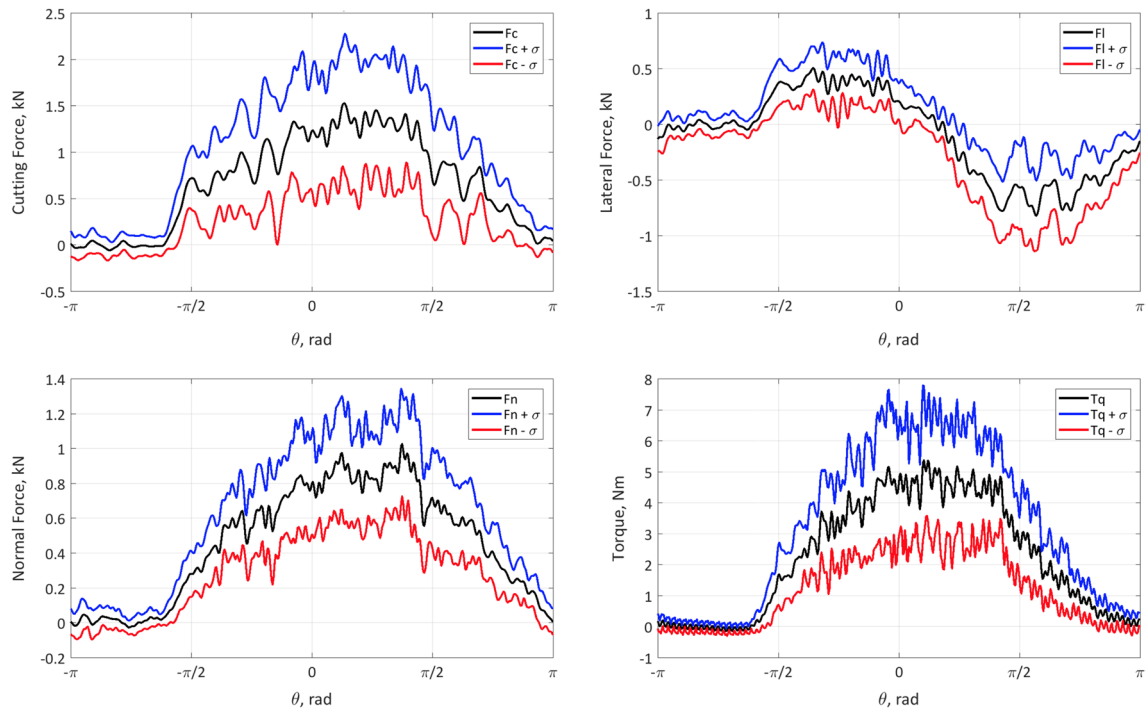 2.5
2
1.5
1
0.5
0
-0.5
Cutting Force, kN
Fc
Fc + σ
Fc - σ
-π
-π/2
0
π/2
π
θ, rad
1
0.5
0
-0.5
-1
-1.5
Lateral Force, kN
Fl
Fl + σ
Fl - σ
-π
-π/2
0
π/2
π
θ, rad
1.4
1.2
1
0.8
0.6
0.4
0.2
0
-0.2
Normal Force, kN
Fn
Fn + σ
Fn - σ
-π
-π/2
0
π/2
π
θ, rad
8
7
6
5
4
3
2
1
0
-1
Torque, Nm
Tq
Tq + σ
Tq - σ
-π
-π/2
0
π/2
π
θ, rad